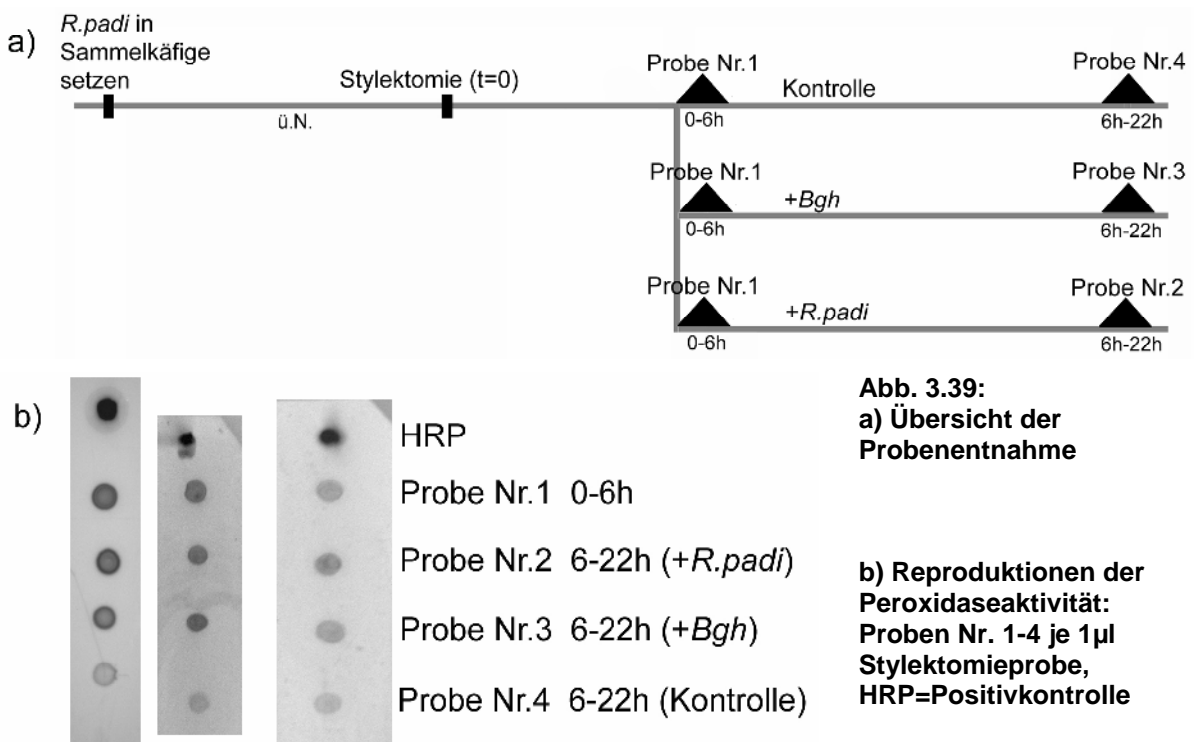 a)
R.padi in
Sammelkäfige
setzen
Stylektomie (t=0)
ü.N.
Probe Nr.1
Kontrolle
Probe Nr.4
0-6h
6h-22h
Probe Nr.1
+Bgh
Probe Nr.3
0-6h
6h-22h
Probe Nr.1
+R.padi
Probe Nr.2
0-6h
6h-22h
b)
HRP
Probe Nr.1 0-6h
Probe Nr.2 6-22h (+R.padi)
Probe Nr.3 6-22h (+Bgh)
Probe Nr.4 6-22h (Kontrolle)
Abb. 3.39:
a) Übersicht der
Probenentnahme
b) Reproduktionen der
Peroxidaseaktivität:
Proben Nr. 1-4 je 1µl
Stylektomieprobe,
HRP=Positivkontrolle